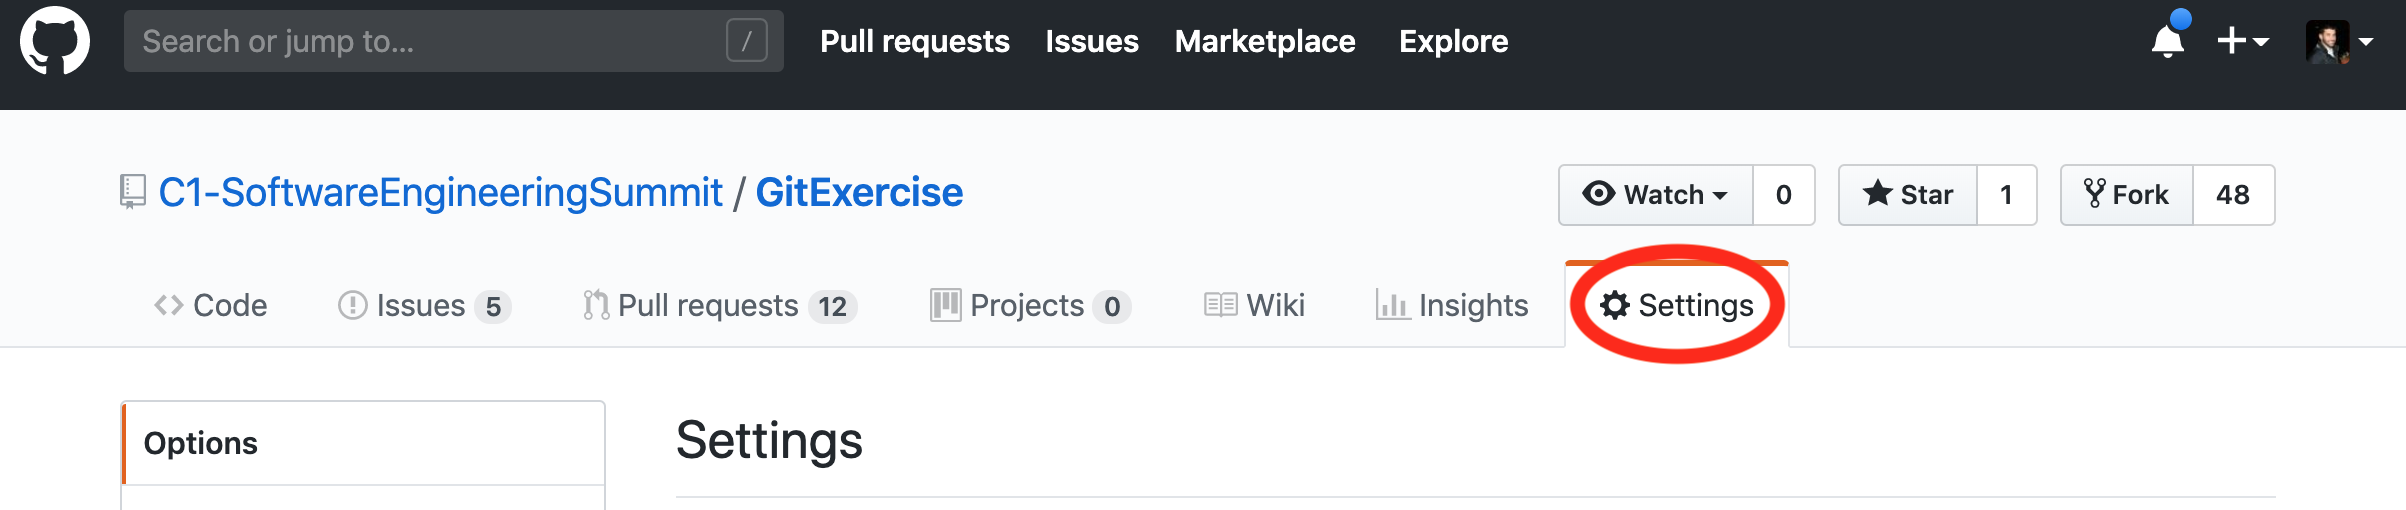 Search or jump to... /
Pull requests Issues Marketplace Explore
C1-SoftwareEngineeringSummit / GitExercise
Watch 0 Star 1 Fork 48
Code Issues 5 Pull requests 12 Projects 0 Wiki Insights Settings
Options
Settings